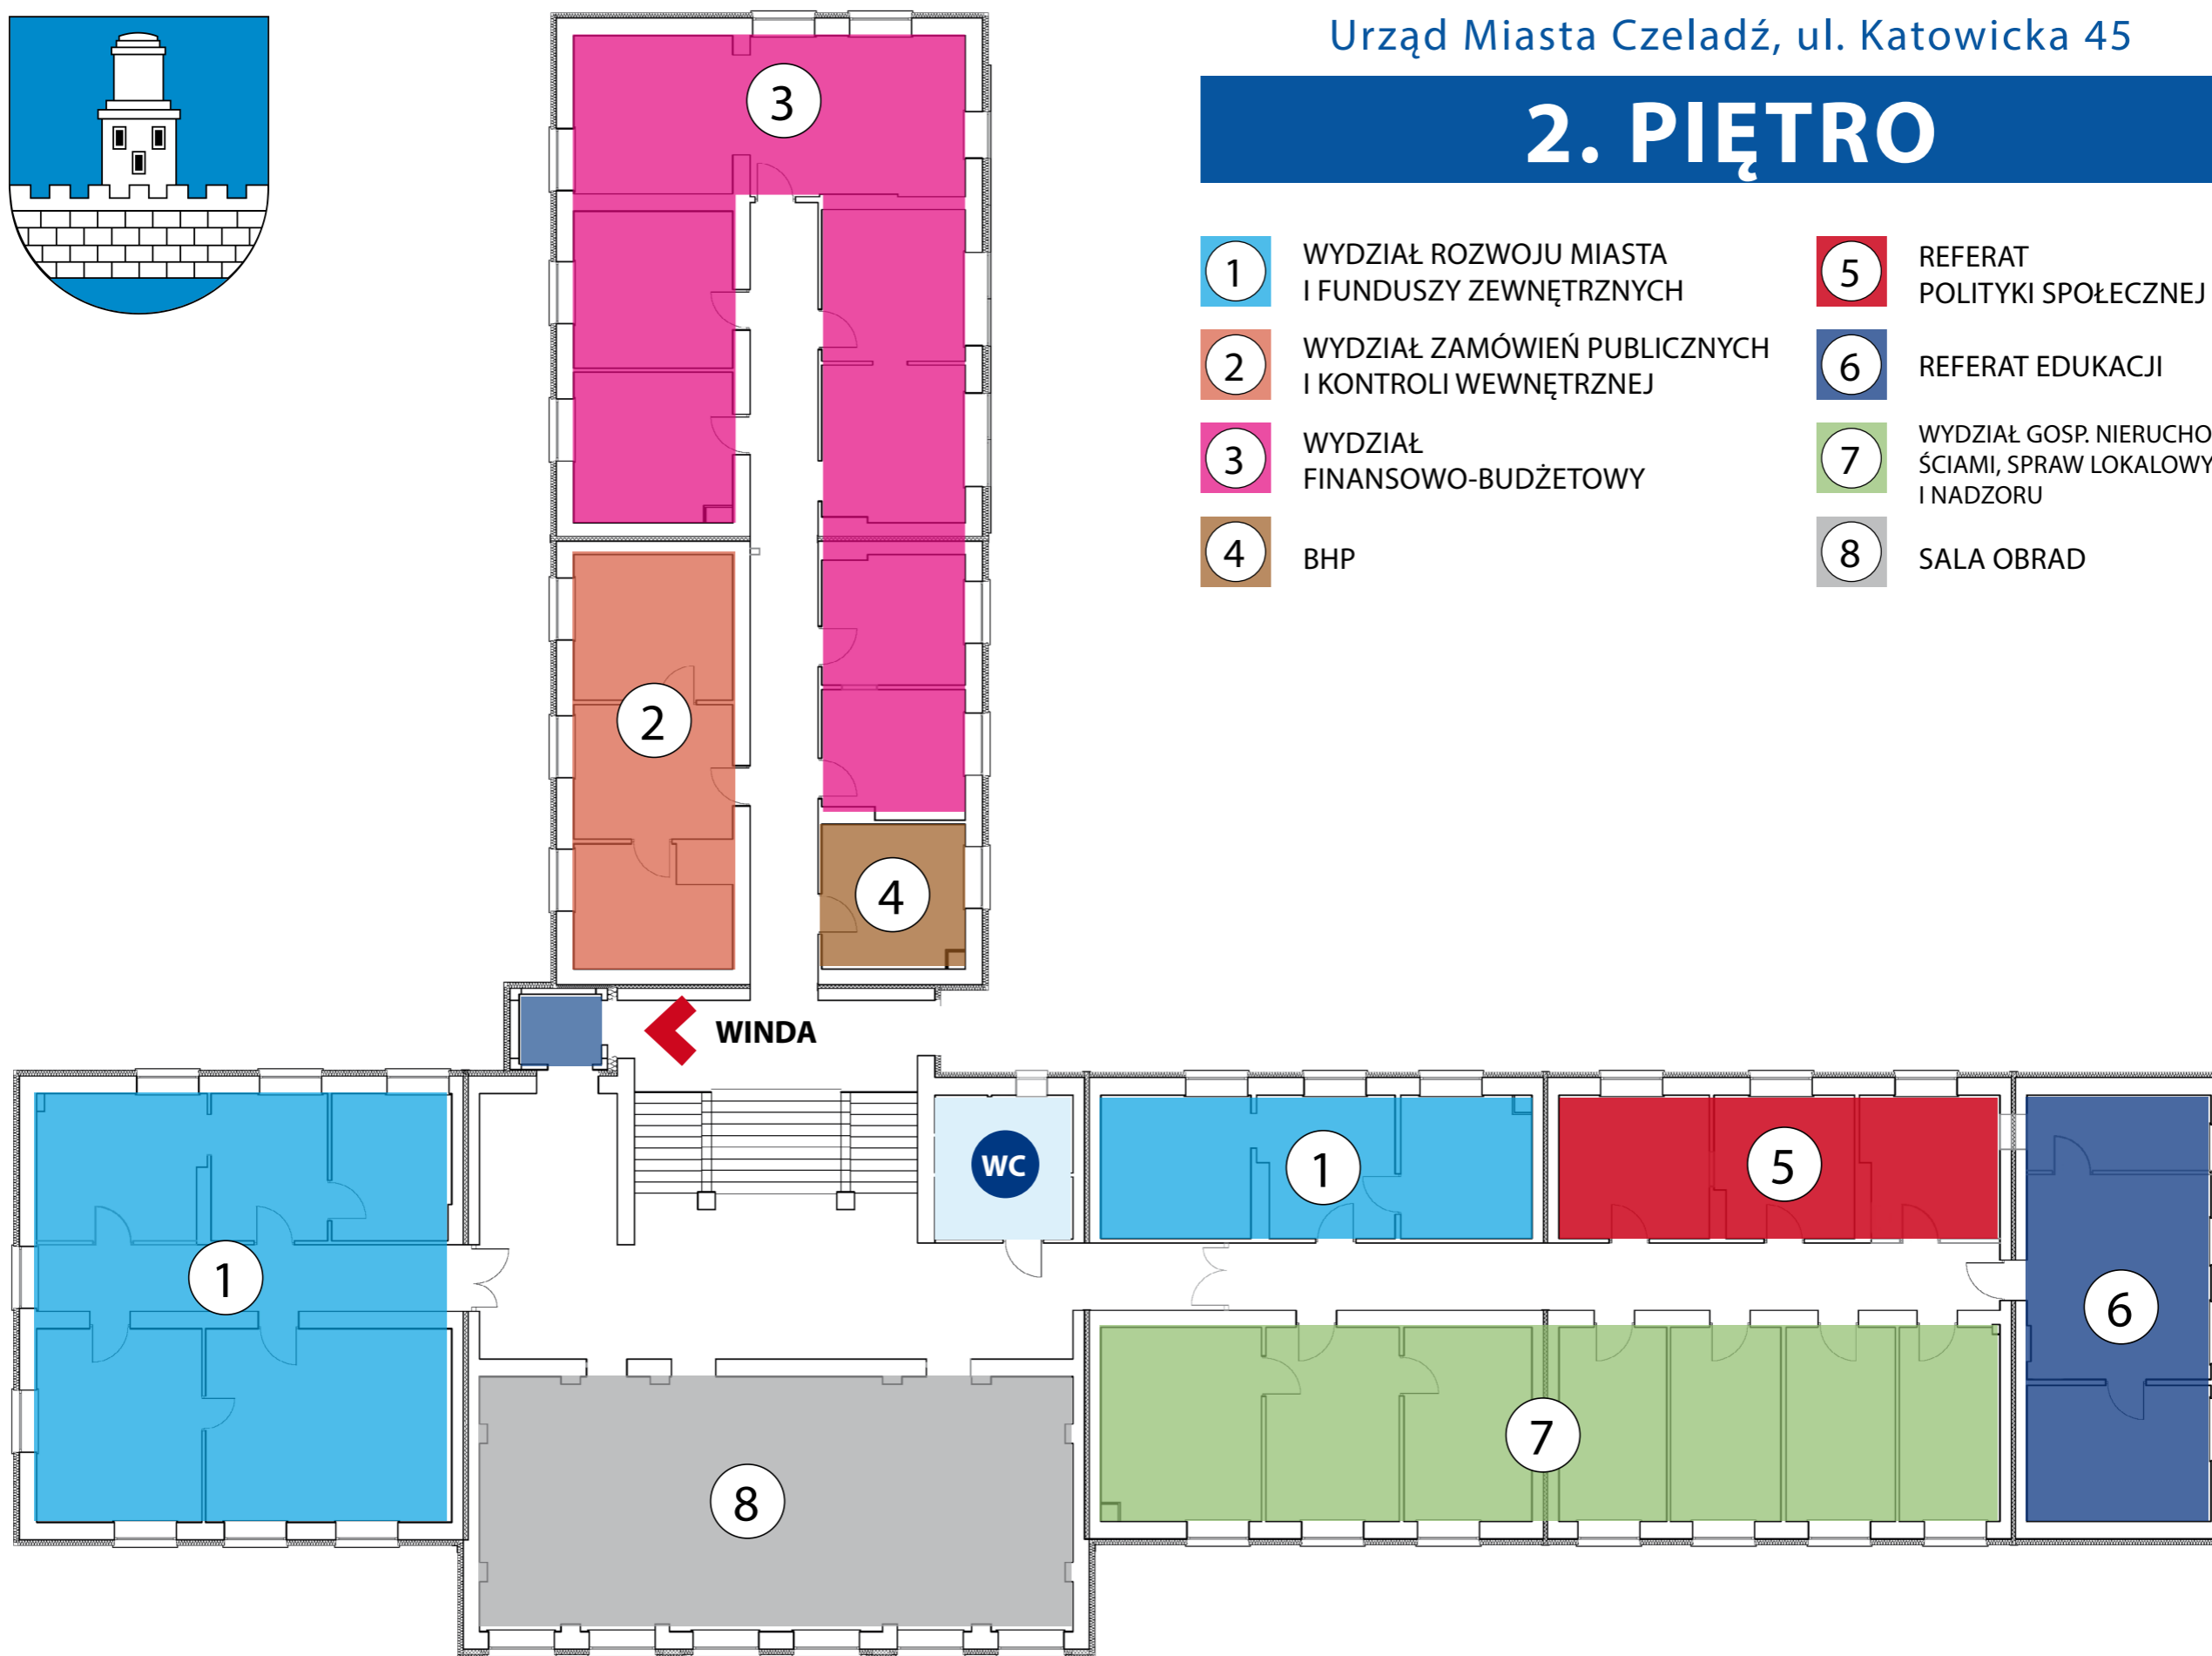 Urząd Miasta Czeladź, ul. Katowicka 45
2. PIĘTRO
1
WYDZIAŁ ROZWOJU MIASTA
I FUNDUSZY ZEWNĘTRZNYCH
2
WYDZIAŁ ZAMÓWIEŃ PUBLICZNYCH
I KONTROLI WEWNĘTRZNEJ
3
WYDZIAŁ
FINANSOWO-BUDŻETOWY
4
BHP
5
REFERAT
POLITYKI SPOŁECZNEJ
6
REFERAT EDUKACJI
7
WYDZIAŁ GOSP. NIERUCHO
ŚCIAMI, SPRAW LOKALOWY
I NADZORU
8
SALA OBRAD
3
2
4
WINDA
WC
1
5
1
6
7
8